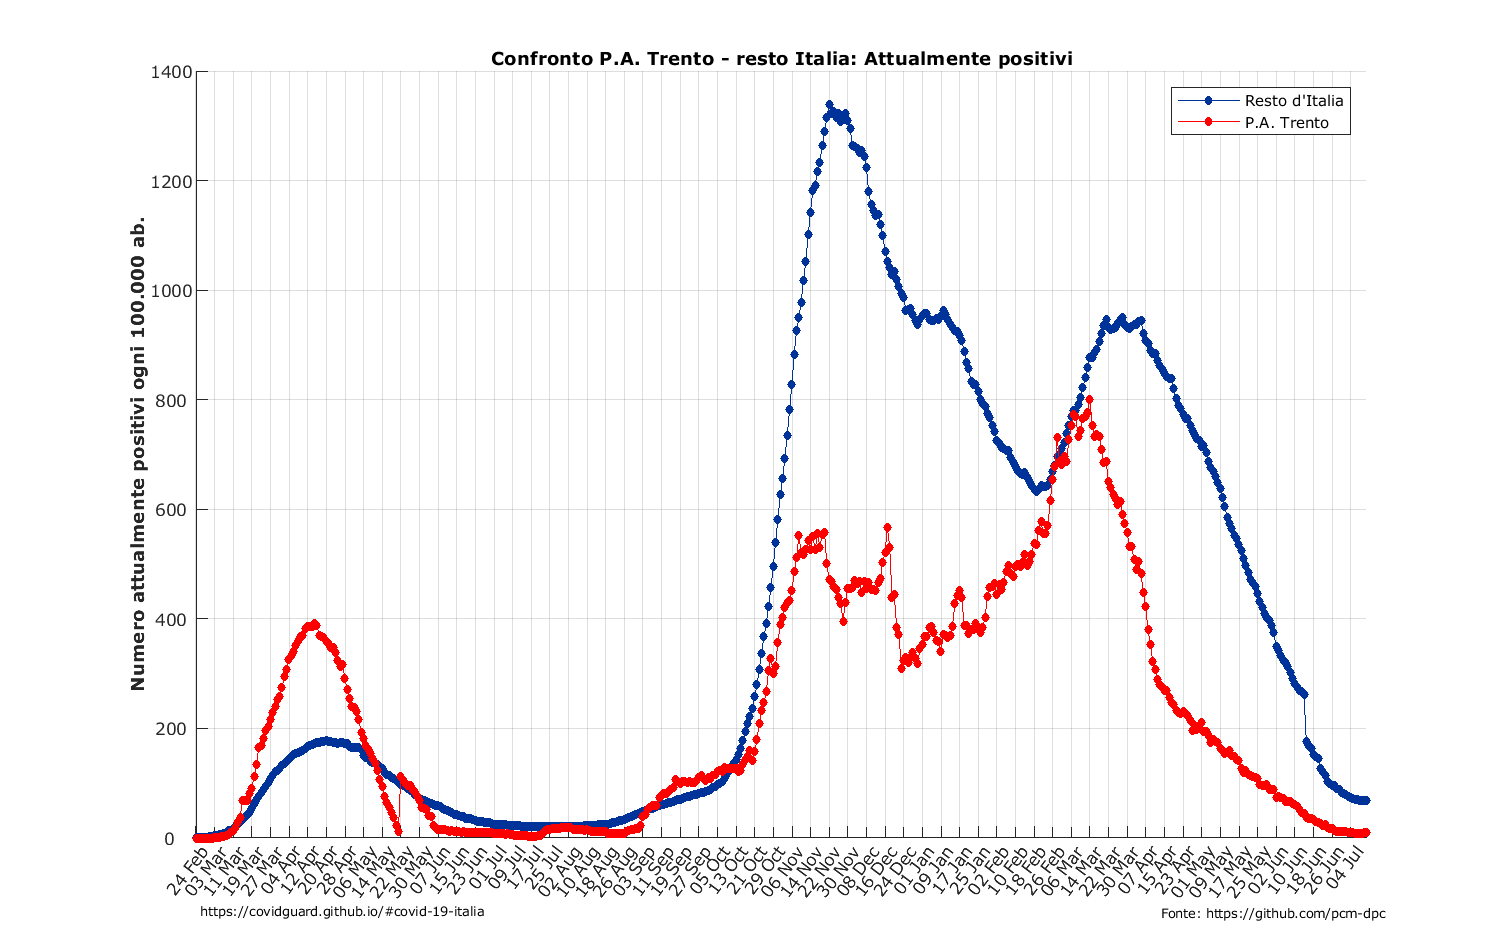 Confronto P.A. Trento - resto Italia: Attualmente positivi
Numero attualmente positivi ogni 100.000 ab.
1400
1200
1000
800
600
400
200
0
Resto d'Italia
P.A. Trento
24 Feb
03 Mar
11 Mar
19 Mar
27 Mar
04 Apr
12 Apr
20 Apr
28 Apr
06 May
14 May
22 May
30 May
07 Jun
15 Jun
23 Jun
01 Jul
09 Jul
17 Jul
25 Jul
02 Aug
10 Aug
18 Aug
26 Aug
03 Sep
11 Sep
19 Sep
27 Sep
05 Oct
13 Oct
21 Oct
29 Oct
06 Nov
14 Nov
22 Nov
30 Nov
08 Dec
16 Dec
24 Dec
01 Jan
09 Jan
17 Jan
25 Jan
02 Feb
10 Feb
18 Feb
26 Feb
06 Mar
14 Mar
22 Mar
30 Mar
07 Apr
15 Apr
23 Apr
01 May
09 May
17 May
25 May
02 Jun
10 Jun
18 Jun
26 Jun
04 Jul
https://covidguard.github.io/#covid-19-italia
Fonte: https://github.com/pcm-dpc